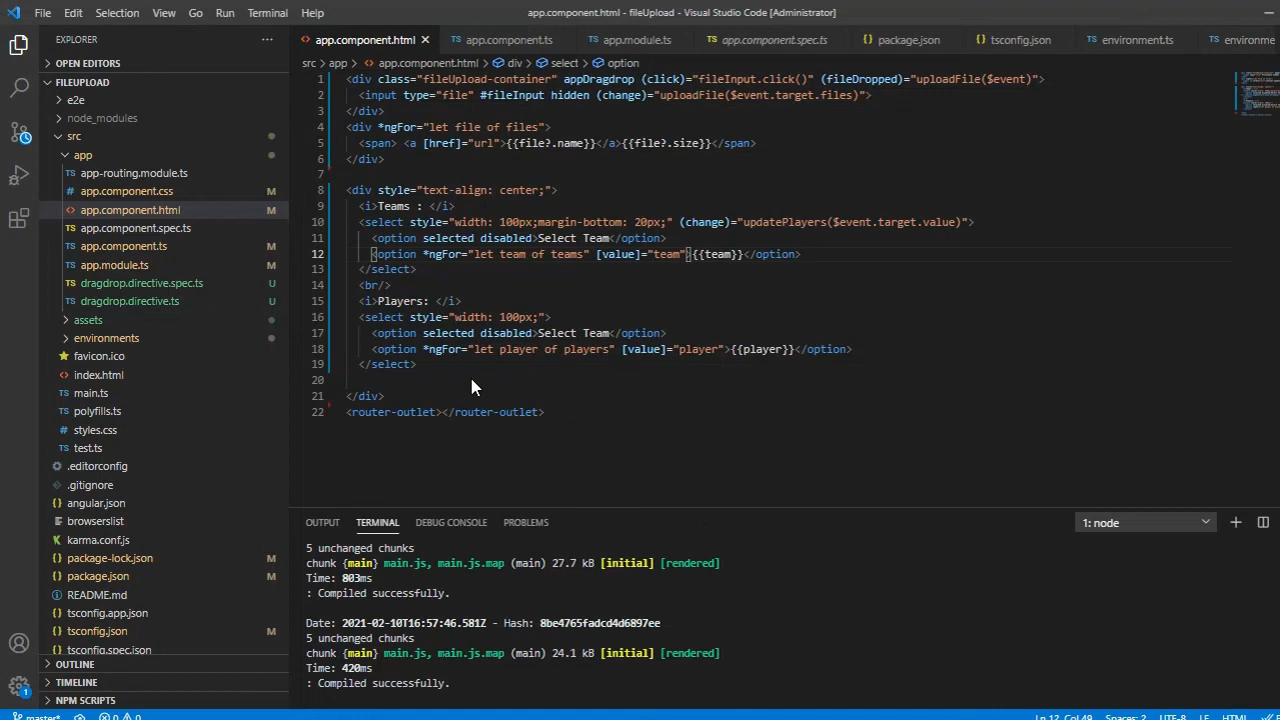 File Edit Selection View Go Run Terminal Help app.component.html - fileUpload - Visual Studio Code [Administrator]
EXPLORER
OPEN EDITORS
FILEUPLOAD
e2e
node_modules
src
app
app-routing.module.ts
app.component.css M
app.component.html M
app.component.spec.ts
app.component.ts M
app.module.ts M
dragdrop.directive.spec.ts U
dragdrop.directive.ts U
assets
environments
favicon.ico
index.html
main.ts
polyfills.ts
styles.css
test.ts
.editorconfig
.gitignore
angular.json
browserslist
karma.conf.js
package-lock.json M
package.json M
README.md
tsconfig.app.json
tsconfig.json M
tsconfig.spec.json
OUTLINE
TIMELINE
NPM SCRIPTS
app.component.html app.component.ts app.module.ts app.component.spec.ts package.json tsconfig.json environment.ts environme
src > app > app.component.html > div > select > option
1 <div class="fileUpload-container" appDragdrop (click)="fileInput.click()" (fileDropped)="uploadFile($event)">
2 <input type="file" #fileInput hidden (change)="uploadFile($event.target.files)">
3 </div>
4 <div *ngFor="let file of files">
5 <span> <a [href]="url">{{file?.name}}</a>{{file?.size}}</span>
6 </div>
7
8 <div style="text-align: center;">
9 <i>Teams : </i>
10 <select style="width: 100px;margin-bottom: 20px;" (change)="updatePlayers($event.target.value)">
11 <option selected disabled>Select Team</option>
12 <option *ngFor="let team of teams" [value]="team">{{team}}</option>
13 </select>
14 <br/>
15 <i>Players: </i>
16 <select style="width: 100px;">
17 <option selected disabled>Select Team</option>
18 <option *ngFor="let player of players" [value]="player">{{player}}</option>
19 </select>
20
21 </div>
22 <router-outlet></router-outlet>
OUTPUT TERMINAL DEBUG CONSOLE PROBLEMS 1: node
5 unchanged chunks
chunk {main} main.js, main.js.map (main) 27.7 kB [initial] [rendered]
Time: 803ms
: Compiled successfully.
Date: 2021-02-10T16:57:46.581Z - Hash: 8be4765fadcd4d6897ee
5 unchanged chunks
chunk {main} main.js, main.js.map (main) 24.1 kB [initial] [rendered]
Time: 420ms
: Compiled successfully.
1
master* 0 0 Ln 12, Col 49 Spaces: 2 UTF-8 LF HTML